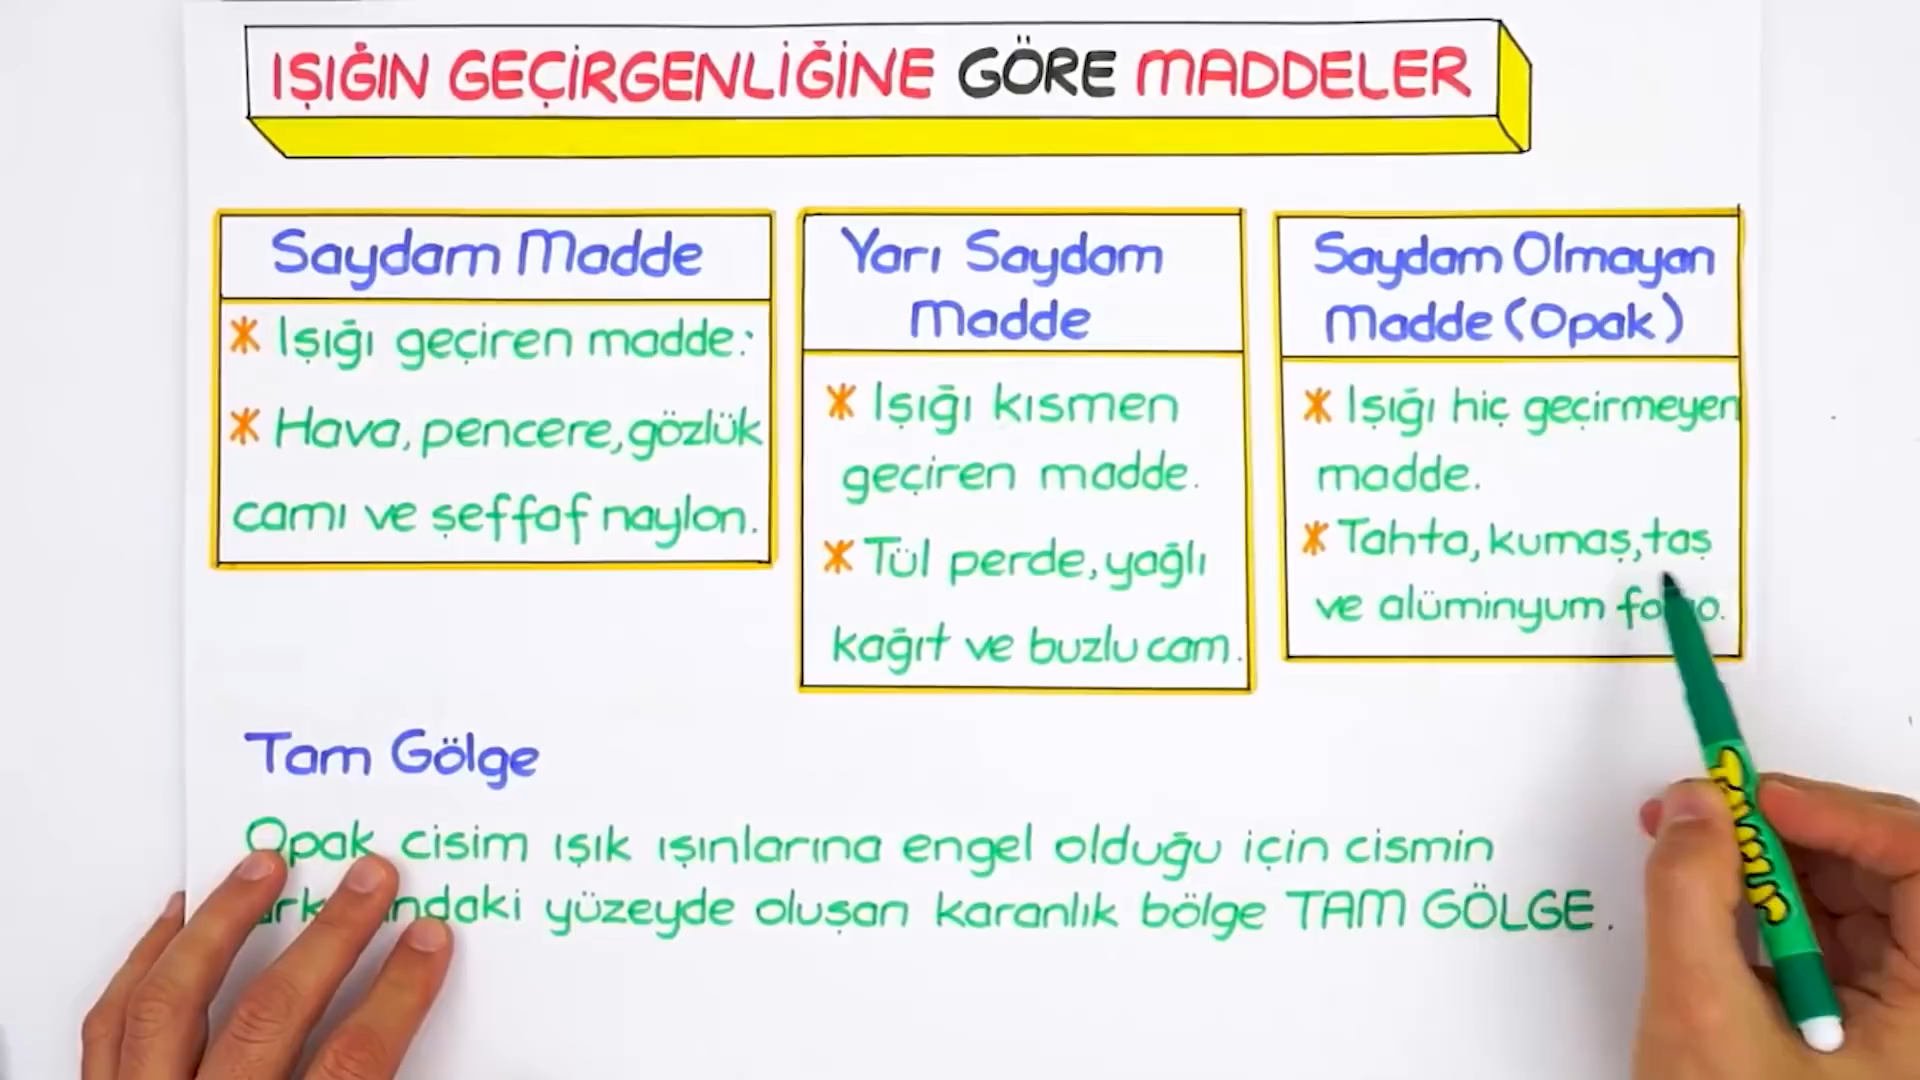 IŞIĞIN GEÇİRGENLİĞİNE GÖRE MADDELER
Saydam Madde
* Işığı geçiren madde:
* Hava, pencere, gözlük
camı ve şeffaf naylon.
Yarı Saydam
Madde
* Işığı kısmen
geçiren madde.
* Tül perde, yağlı
kağıt ve buzlu cam.
Saydam Olmayan
Madde (Opak)
* Işığı hiç geçirmeyen
madde.
* Tahta, kumaş, taş
ve alüminyum
Tam Gölge
Opak cisim ışık ışınlarına engel olduğu için cismin
yüzeyde oluşan karanlık bölge TAM GÖLGE.